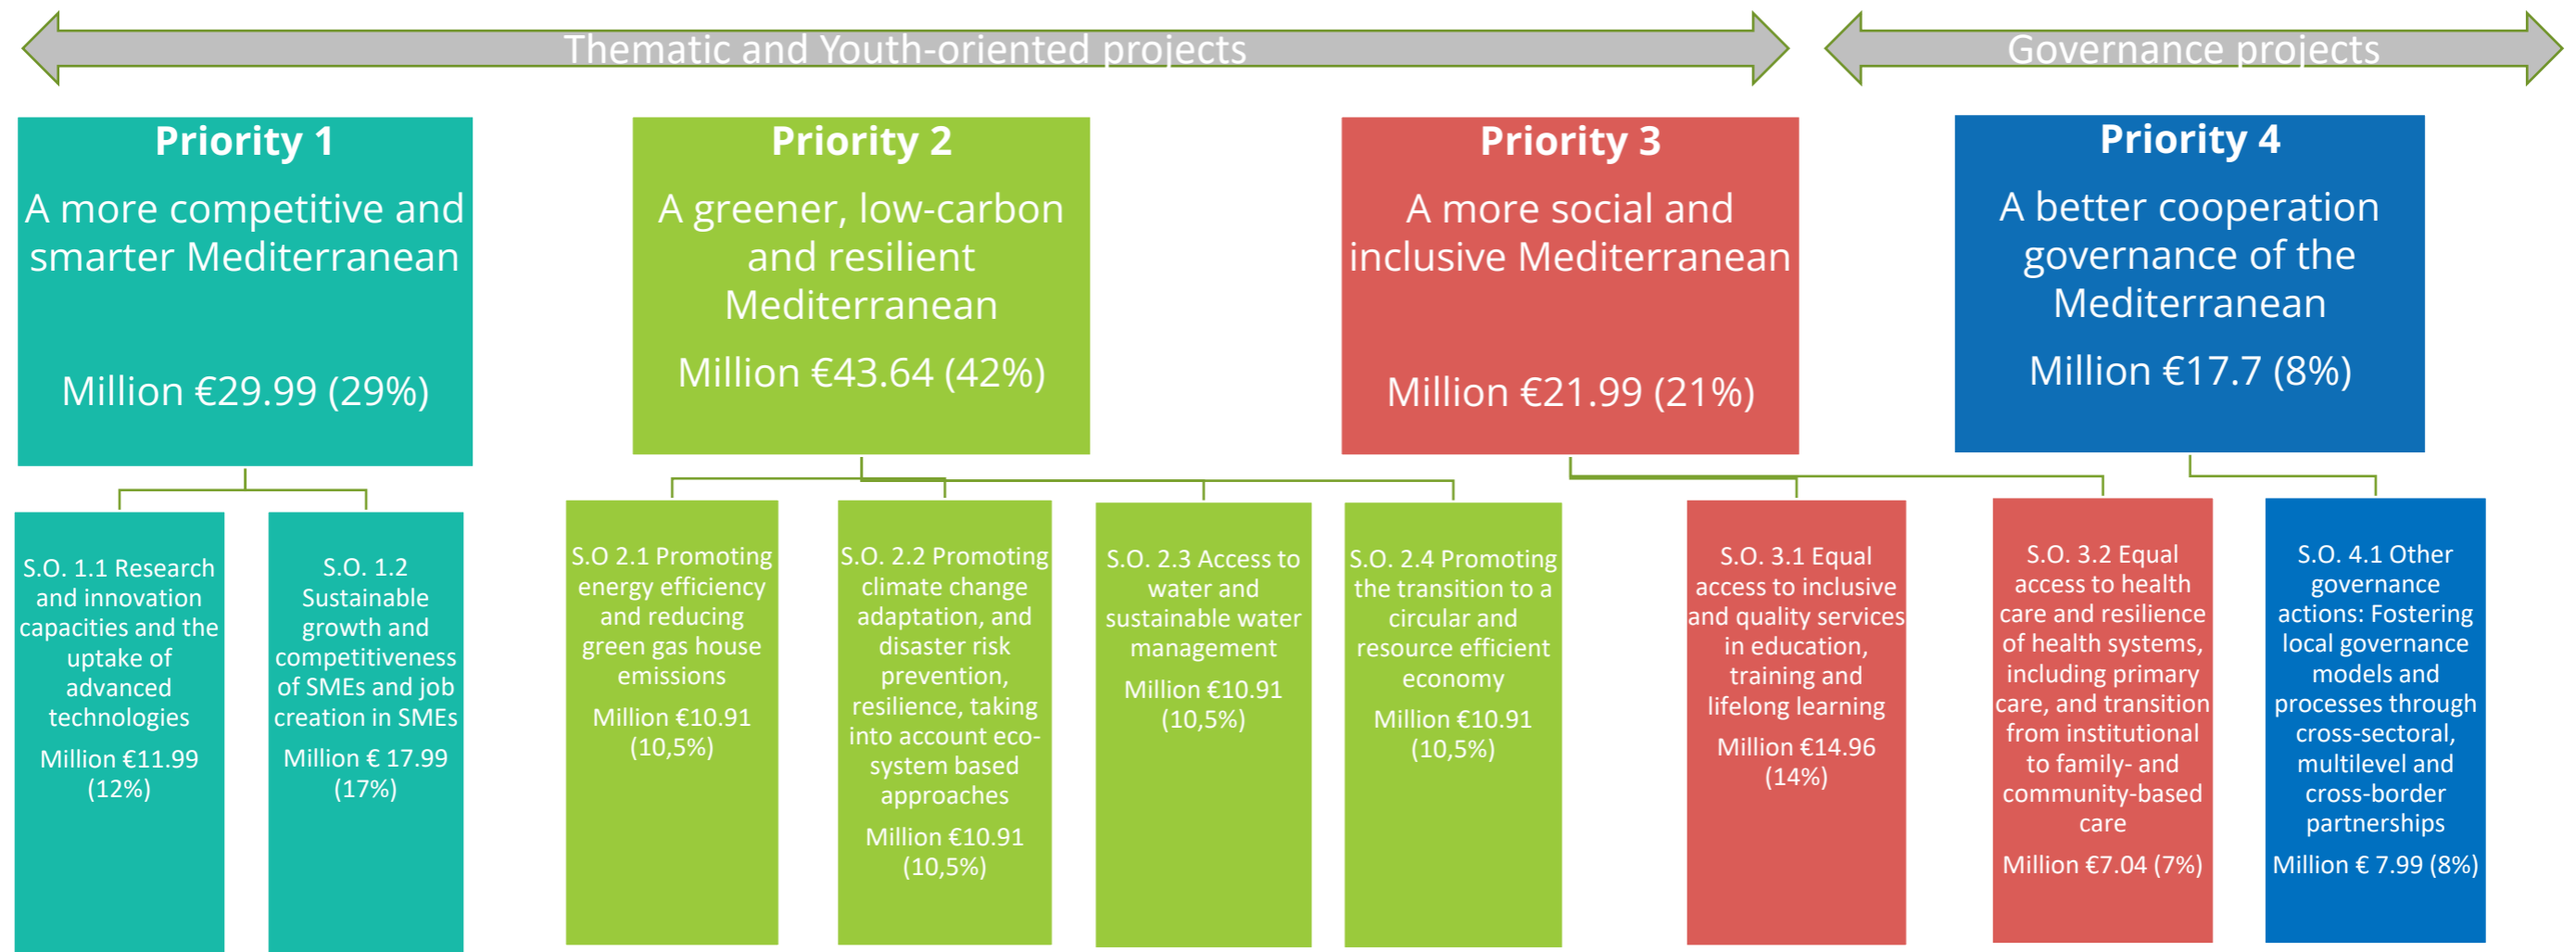 Thematic and Youth-oriented projects
Governance projects
Priority 1
A more competitive and
smarter Mediterranean
Million €29.99 (29%)
Priority 2
A greener, low-carbon
and resilient
Mediterranean
Million €43.64 (42%)
Priority 3
A more social and
inclusive Mediterranean
Million €21.99 (21%)
Priority 4
A better cooperation
governance of the
Mediterranean
Million €17.7 (8%)
S.O. 1.1 Research
and innovation
capacities and the
uptake of
advanced
technologies
Million €11.99
(12%)
S.O. 1.2
Sustainable
growth and
competitiveness
of SMEs and job
creation in SMEs
Million € 17.99
(17%)
S.O 2.1 Promoting
energy efficiency
and reducing
green gas house
emissions
Million €10.91
(10,5%)
S.O. 2.2 Promoting
climate change
adaptation, and
disaster risk
prevention,
resilience, taking
into account eco-
system based
approaches
Million €10.91
(10,5%)
S.O. 2.3 Access to
water and
sustainable water
management
Million €10.91
(10,5%)
S.O. 2.4 Promoting
the transition to a
circular and
resource efficient
economy
Million €10.91
(10,5%)
S.O. 3.1 Equal
access to inclusive
and quality services
in education,
training and
lifelong learning
Million €14.96
(14%)
S.O. 3.2 Equal
access to health
care and resilience
of health systems,
including primary
care, and transition
from institutional
to family- and
community-based
care
Million €7.04 (7%)
S.O. 4.1 Other
governance
actions: Fostering
local governance
models and
processes through
cross-sectoral,
multilevel and
cross-border
partnerships
Million € 7.99 (8%)